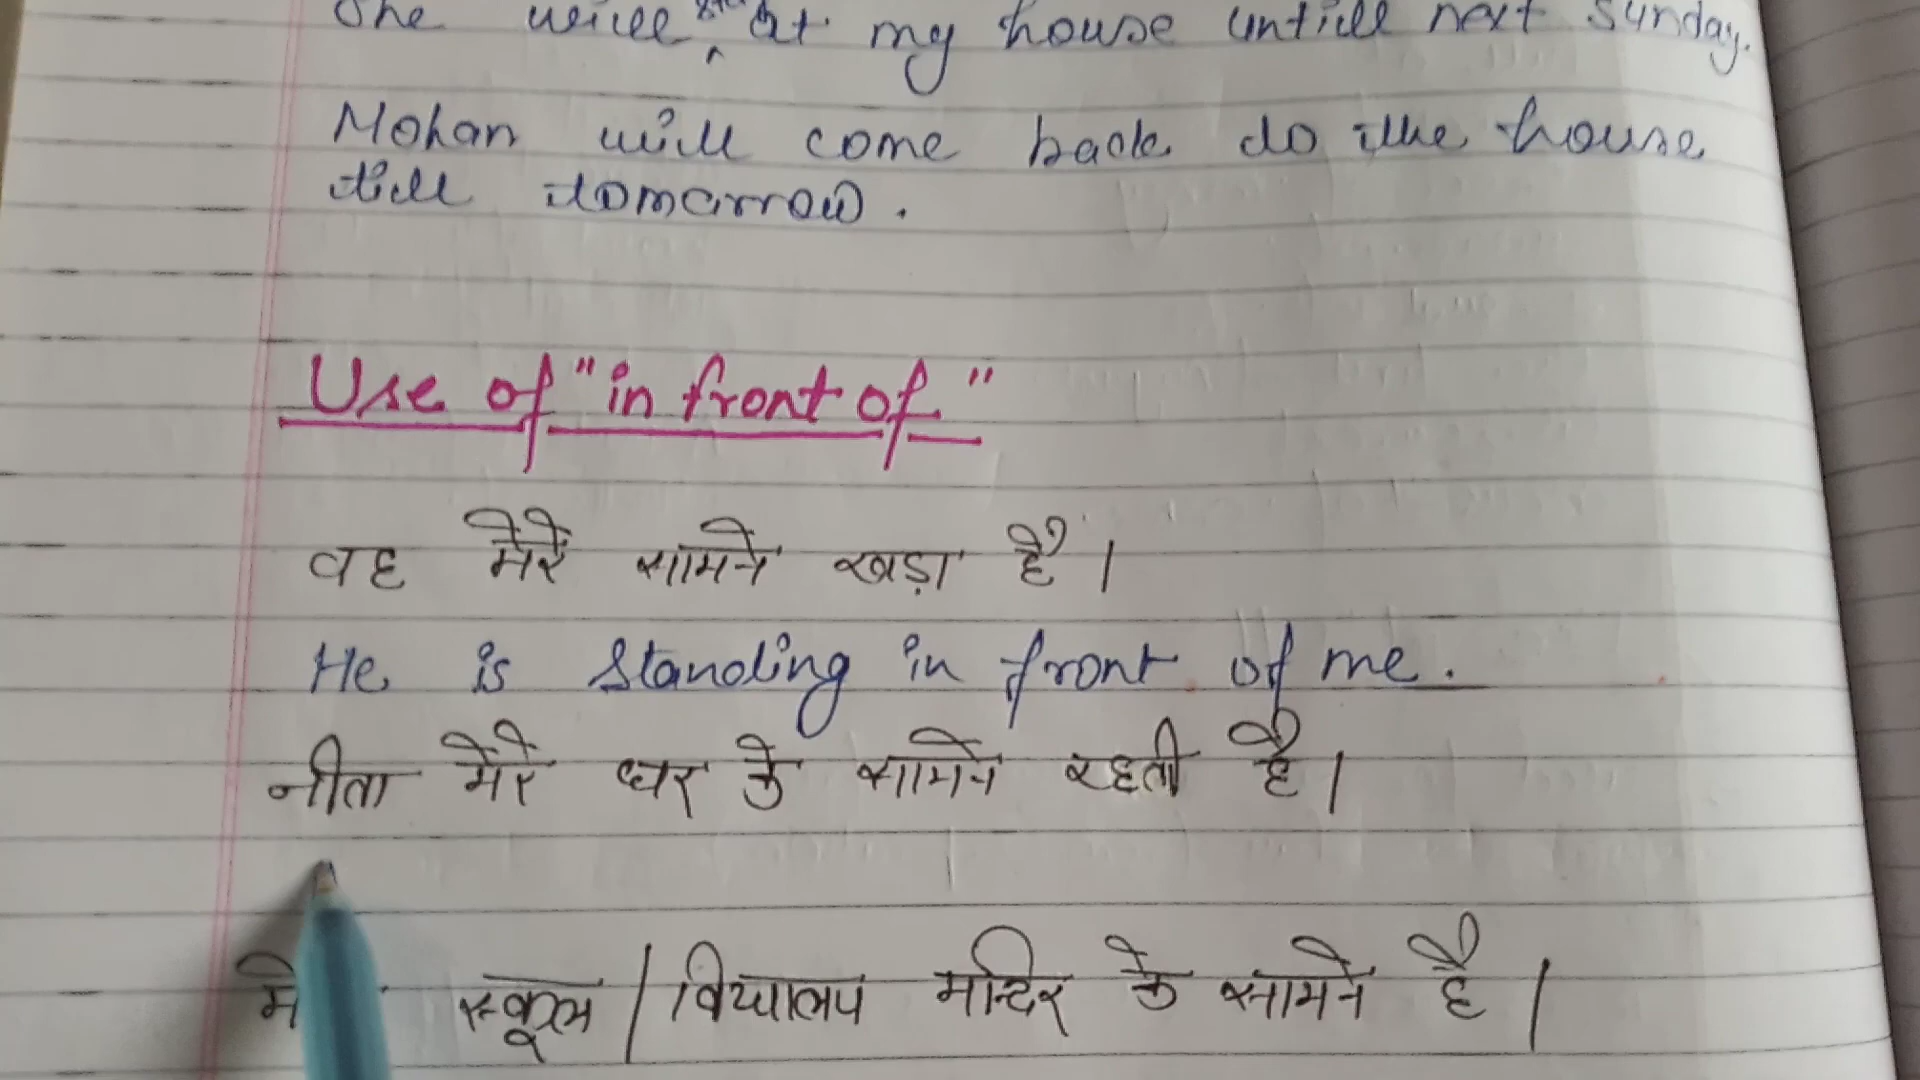 She will at my house untill next Sunday.
Mohan will come back to the house
till tomorrow.
Use of "in front of"
वह मेरे सामने खड़ा है।
He is standing in front of me.
नीता मेरे घर के सामने रहती है।
स्कूल / विद्यालय मन्दिर के सामने है।